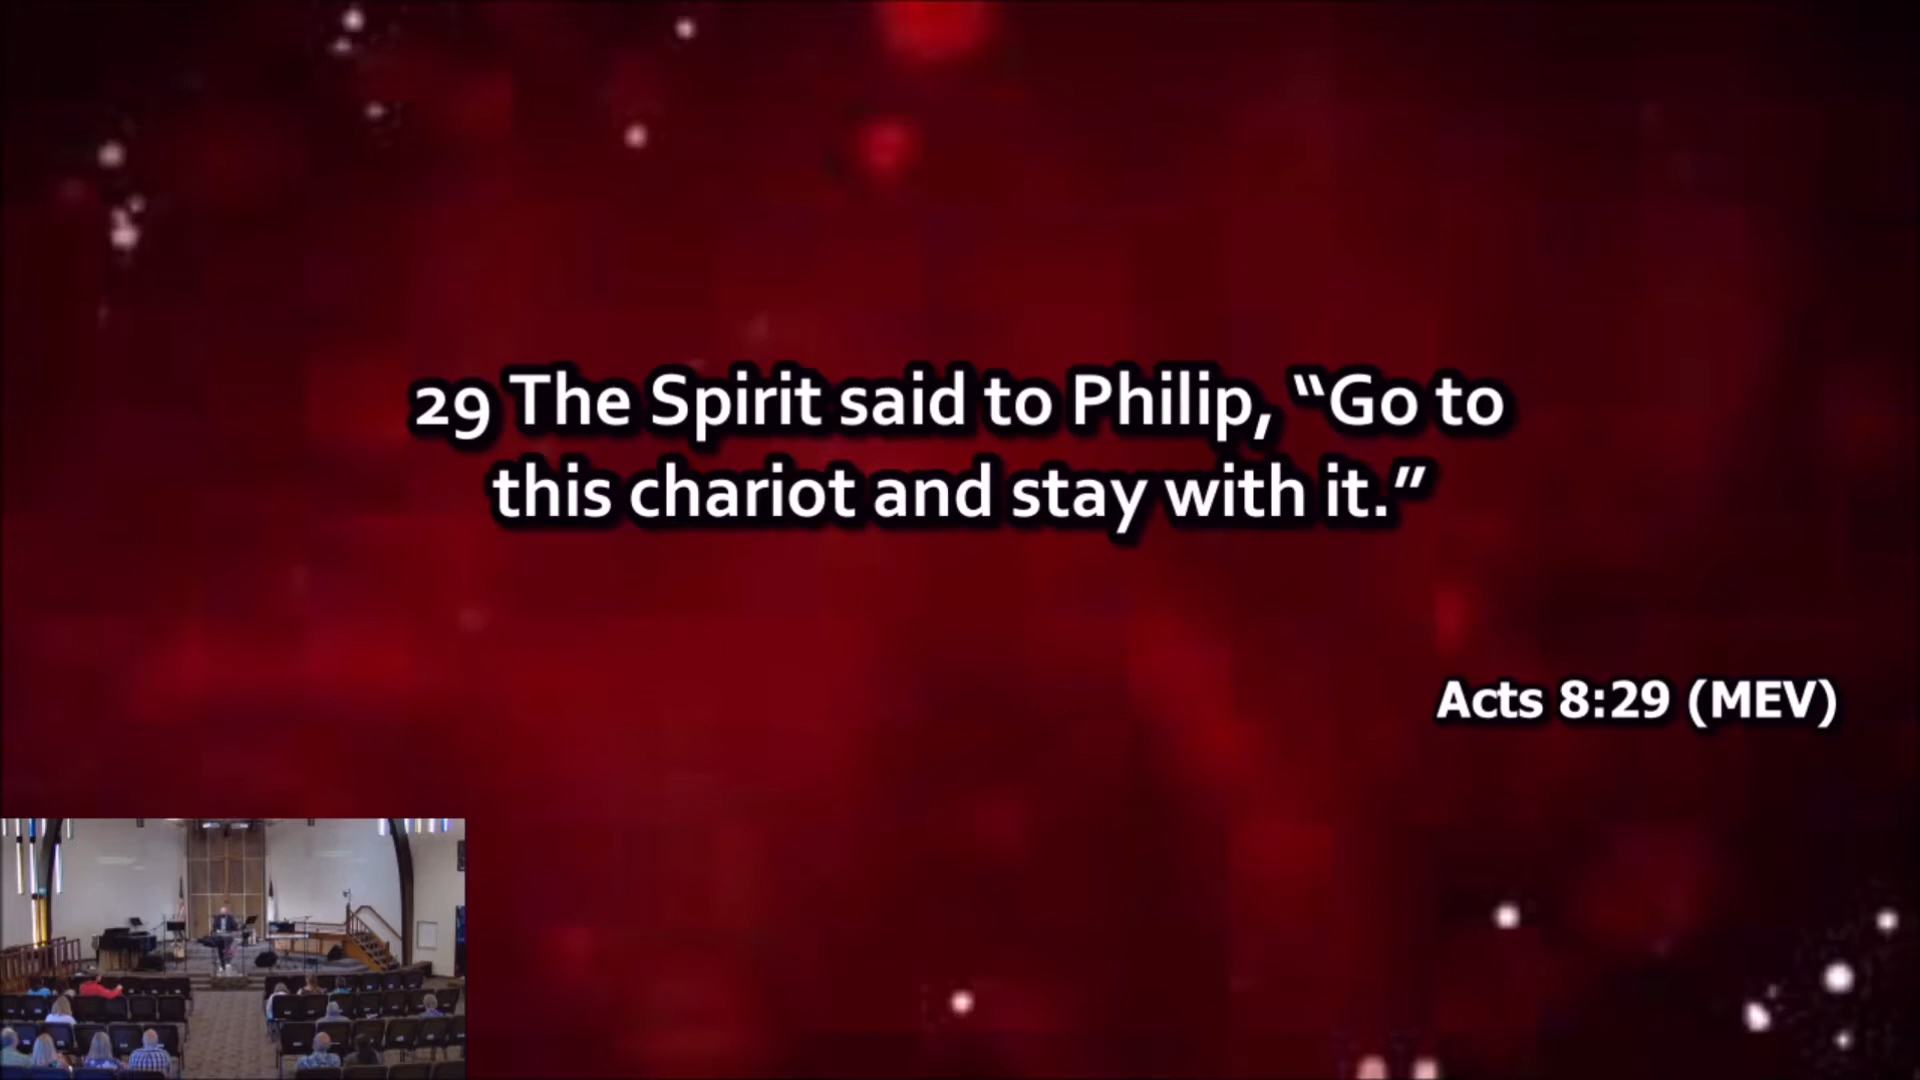 29 The Spirit said to Philip, “Go to
this chariot and stay with it.”
Acts 8:29 (MEV)